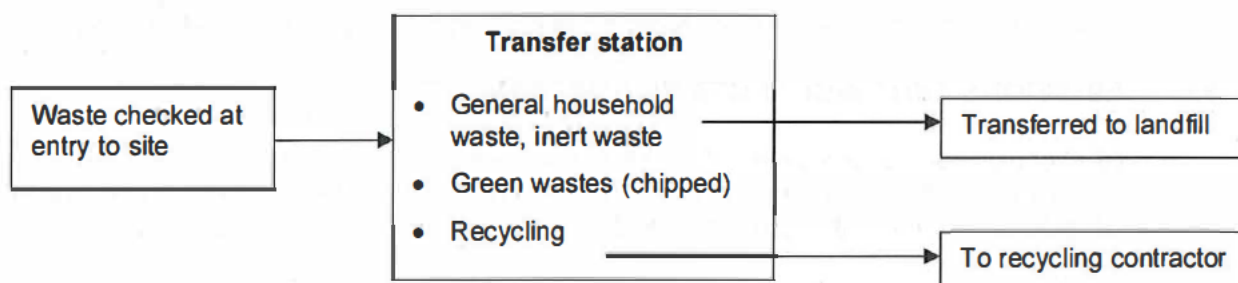 Transfer station
Waste checked at
entry to site
• General household
waste, inert waste
• Green wastes (chipped)
• Recycling
Transferred to landfill
To recycling contractor